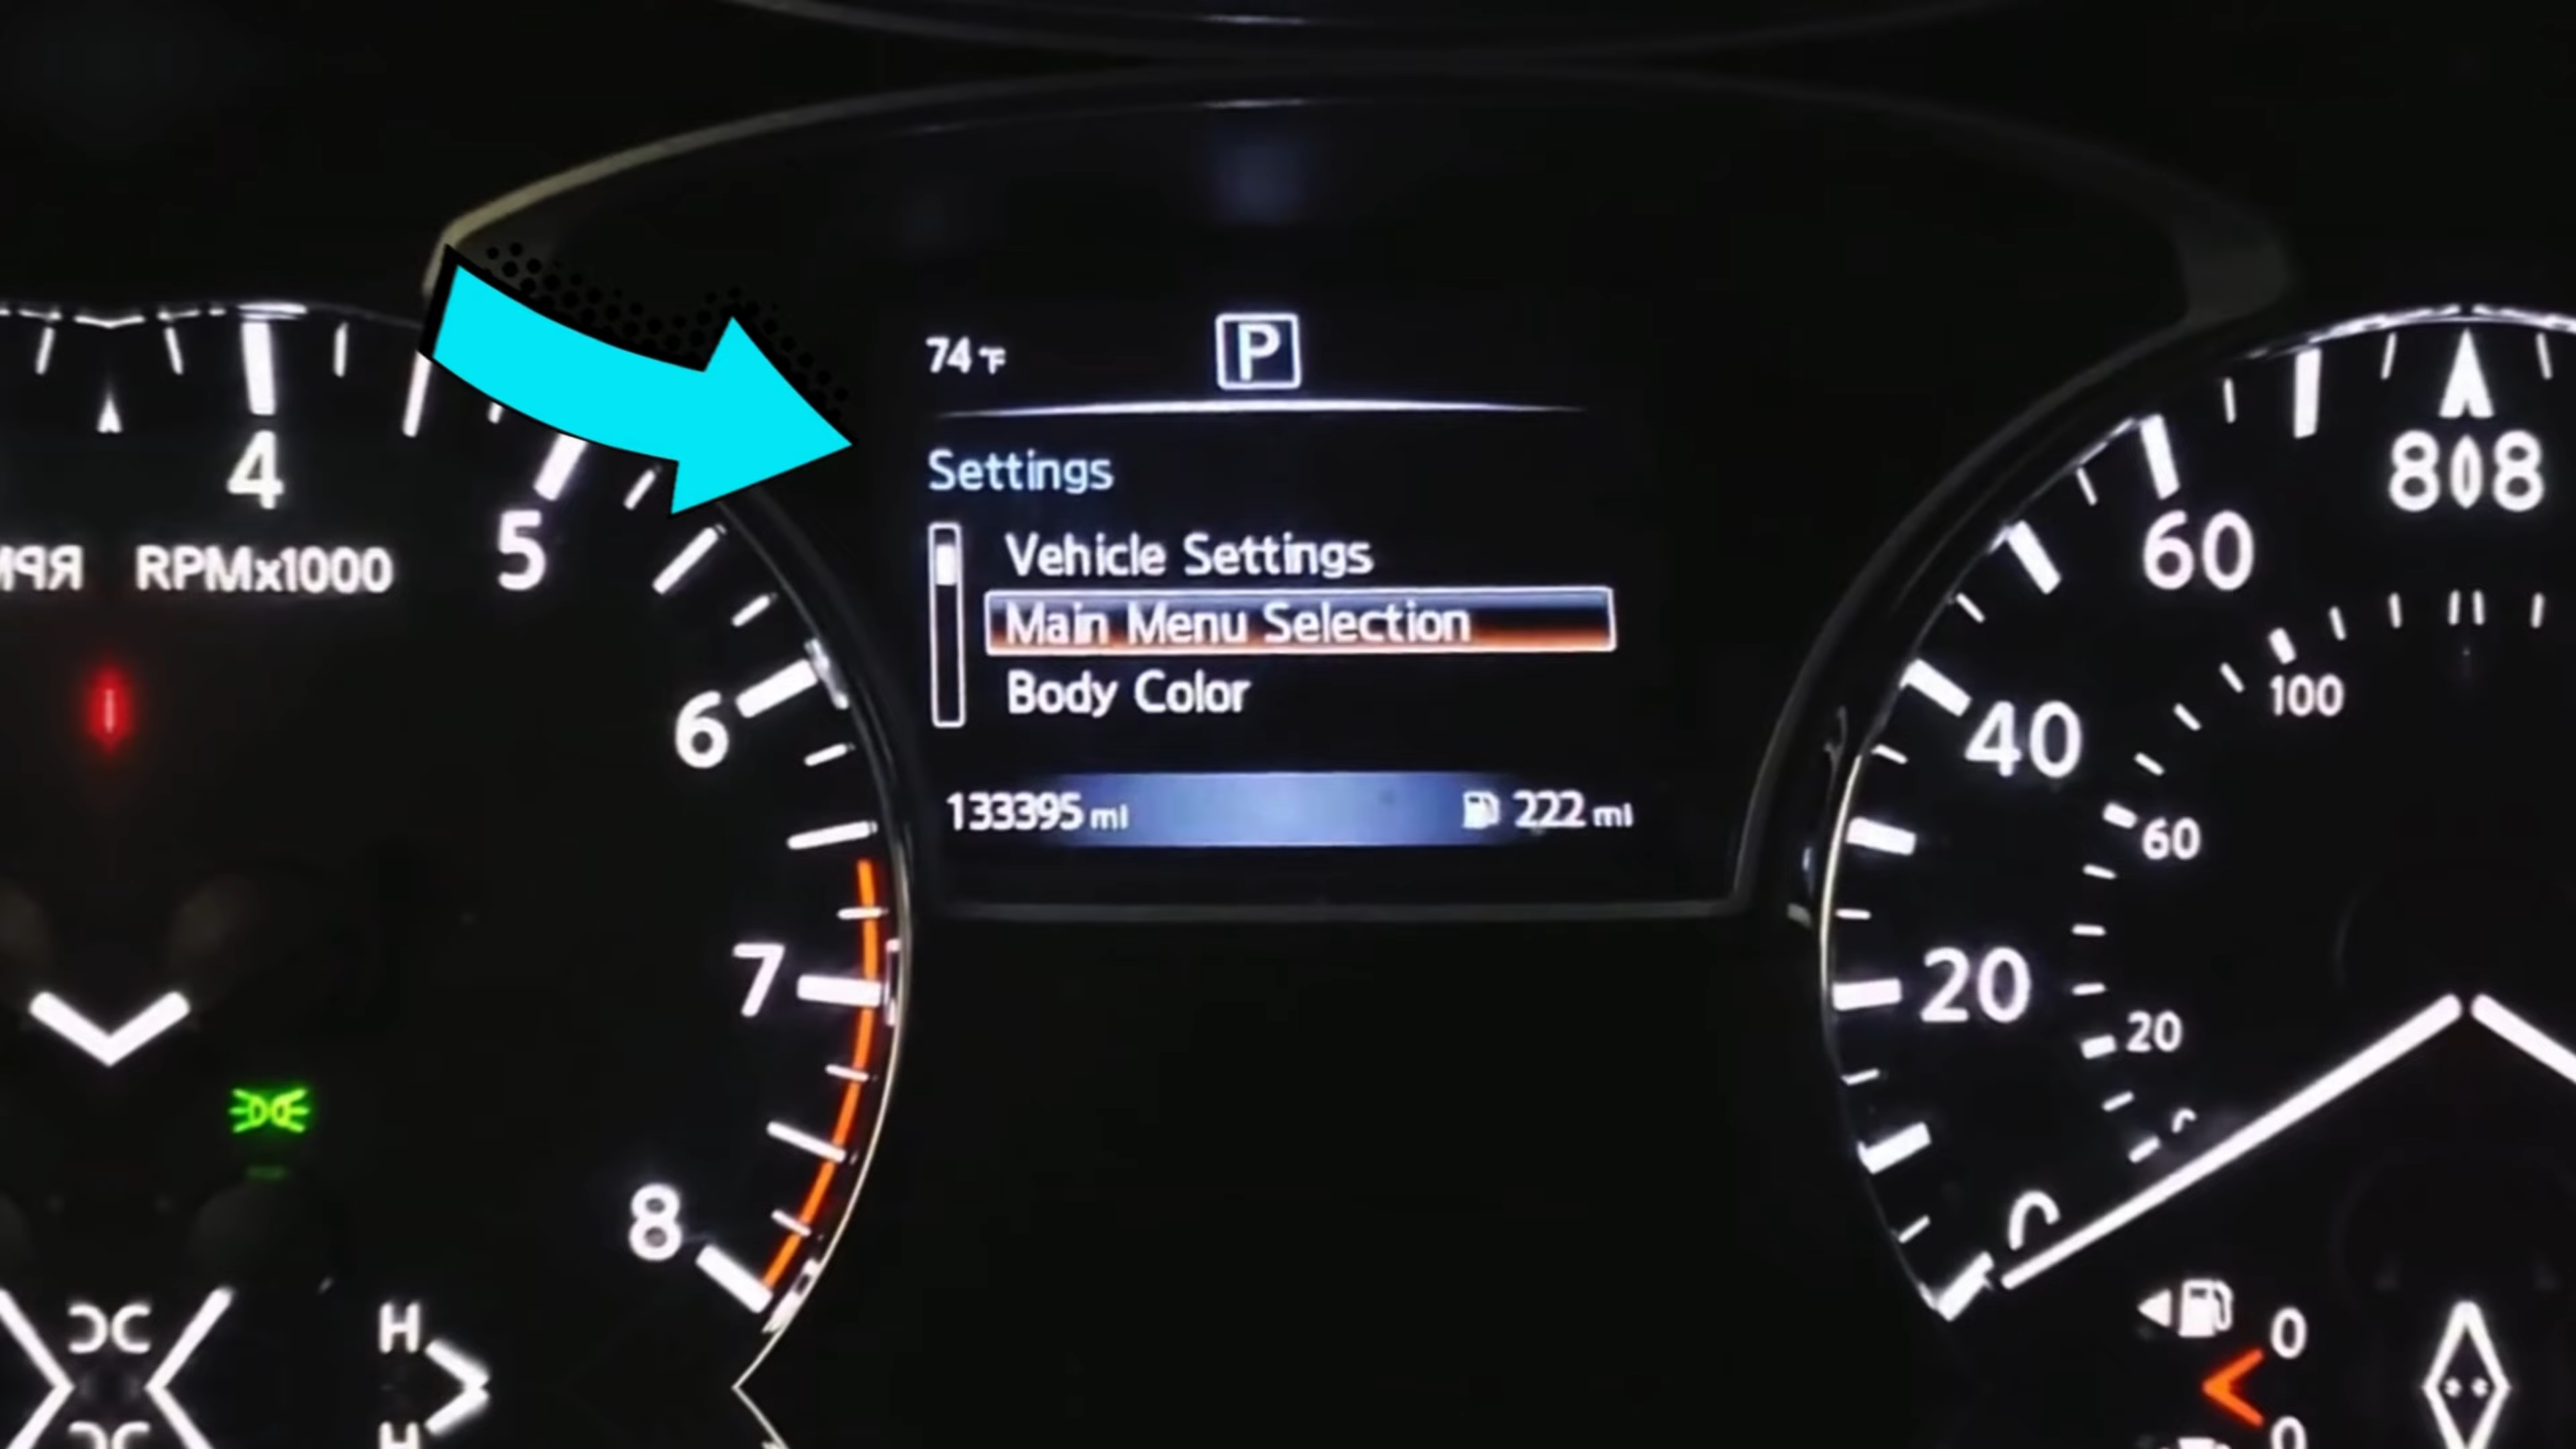 74 °F
P
Settings
Vehicle Settings
Main Menu Selection
Body Color
133395 mi
222 mi
4
RPMx1000
5
6
7
8
H
60
40
20
100
60
20
0